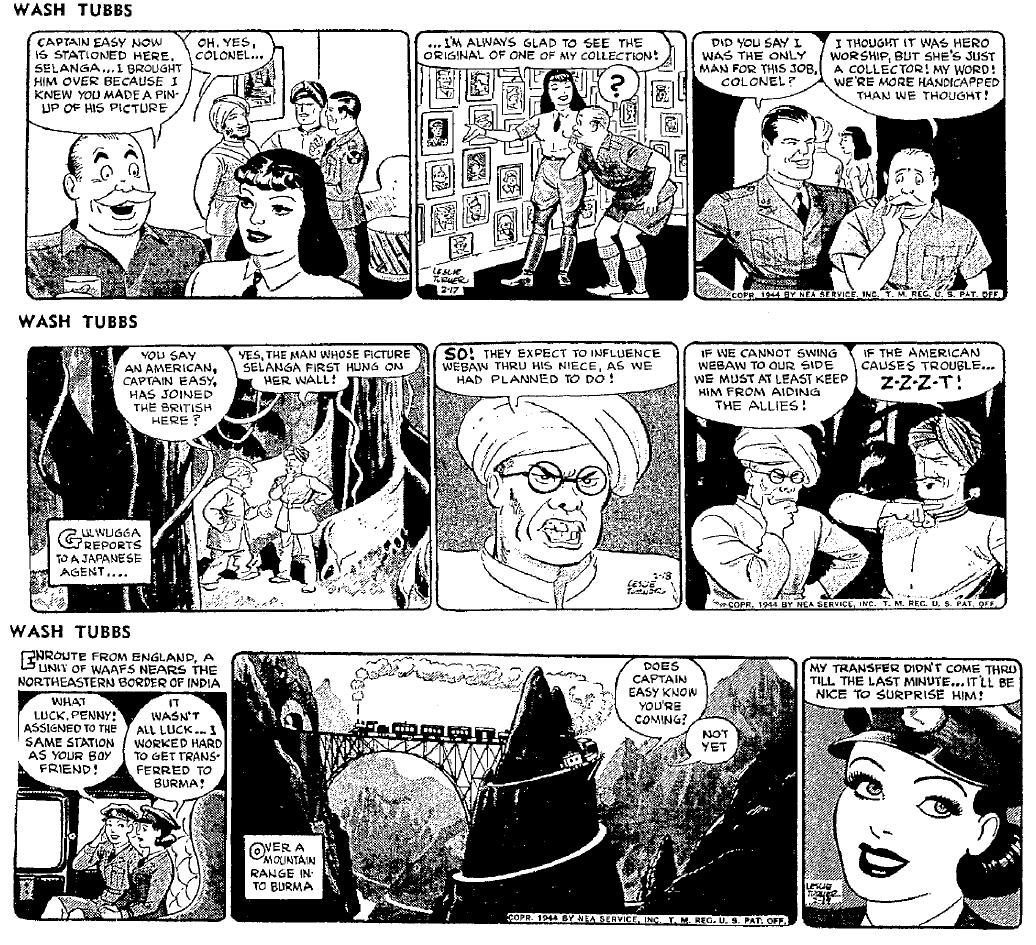 WASH TUBBS
CAPTAIN EASY NOW
IS STATIONED HERE,
SELANGA...I BROUGHT
HIM OVER BECAUSE I
KNEW YOU MADE A PIN-
UP OF HIS PICTURE
OH, YES,
COLONEL...
...I'M ALWAYS GLAD TO SEE THE
ORIGINAL OF ONE OF MY COLLECTION!
?
LESLIE
TURNER
2-17
DID YOU SAY I
WAS THE ONLY
MAN FOR THIS JOB,
COLONEL?
I THOUGHT IT WAS HERO
WORSHIP, BUT SHE'S JUST
A COLLECTOR! MY WORD!
WE'RE MORE HANDICAPPED
THAN WE THOUGHT!
COPR. 1944 BY NEA SERVICE, INC. T. M. REG. U. S. PAT. OFF.
WASH TUBBS
YOU SAY
AN AMERICAN,
CAPTAIN EASY,
HAS JOINED
THE BRITISH
HERE?
YES, THE MAN WHOSE PICTURE
SELANGA FIRST HUNG ON
HER WALL!
GULWUGGA
REPORTS
TO A JAPANESE
AGENT....
SO! THEY EXPECT TO INFLUENCE
WEBAW THRU HIS NIECE, AS WE
HAD PLANNED TO DO!
2-18
LESLIE
TURNER
IF WE CANNOT SWING
WEBAW TO OUR SIDE
WE MUST AT LEAST KEEP
HIM FROM AIDING
THE ALLIES!
IF THE AMERICAN
CAUSES TROUBLE...
Z-Z-Z-T!
COPR. 1944 BY NEA SERVICE, INC. T. M. REG. U. S. PAT. OFF.
WASH TUBBS
ENROUTE FROM ENGLAND, A
UNIT OF WAAFS NEARS THE
NORTHEASTERN BORDER OF INDIA
WHAT
LUCK, PENNY!
ASSIGNED TO THE
SAME STATION
AS YOUR BOY
FRIEND!
IT
WASN'T
ALL LUCK... I
WORKED HARD
TO GET TRANS-
FERRED TO
BURMA!
OVER A
MOUNTAIN
RANGE IN-
TO BURMA
DOES
CAPTAIN
EASY KNOW
YOU'RE
COMING?
NOT
YET
COPR. 1944 BY NEA SERVICE, INC. T. M. REG. U. S. PAT. OFF.
MY TRANSFER DIDN'T COME THRU
TILL THE LAST MINUTE...IT'LL BE
NICE TO SURPRISE HIM!
LESLIE
TURNER
2-19